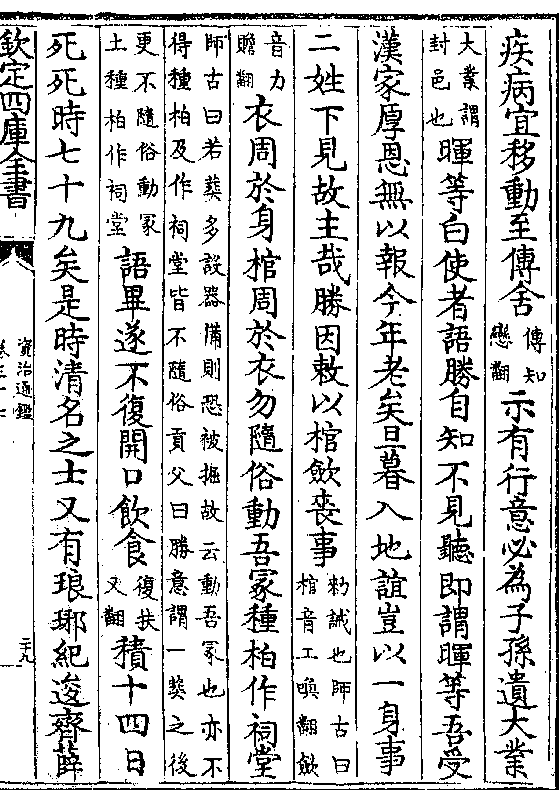 疾病宜移動至傳舍傳知戀翻示有行意必為子孫遺大業
大業謂封邑也暉等白使者語勝自知不見聽即謂暉等吾受
漢家厚恩無以報今年老矣旦暮入地誼豈以一身事
二姓下見故主哉勝因敕以棺斂喪事勑誡也師古曰棺音工喚翻斂
音力贍翻衣周於身棺周於衣勿隨俗動吾冢種柏作祠堂
師古曰若葬多設器備則恐被掘故云動吾冢也亦不得種柏及作祠堂皆不隨俗貢父曰勝意謂一葬之後
更不隨俗動冢土種柏作祠堂語畢遂不復開口飲食復扶又翻積十四日
死死時七十九矣是時清名之士又有琅邪紀逡齊薛
欽定四庫全書
資治通鑑
二十九